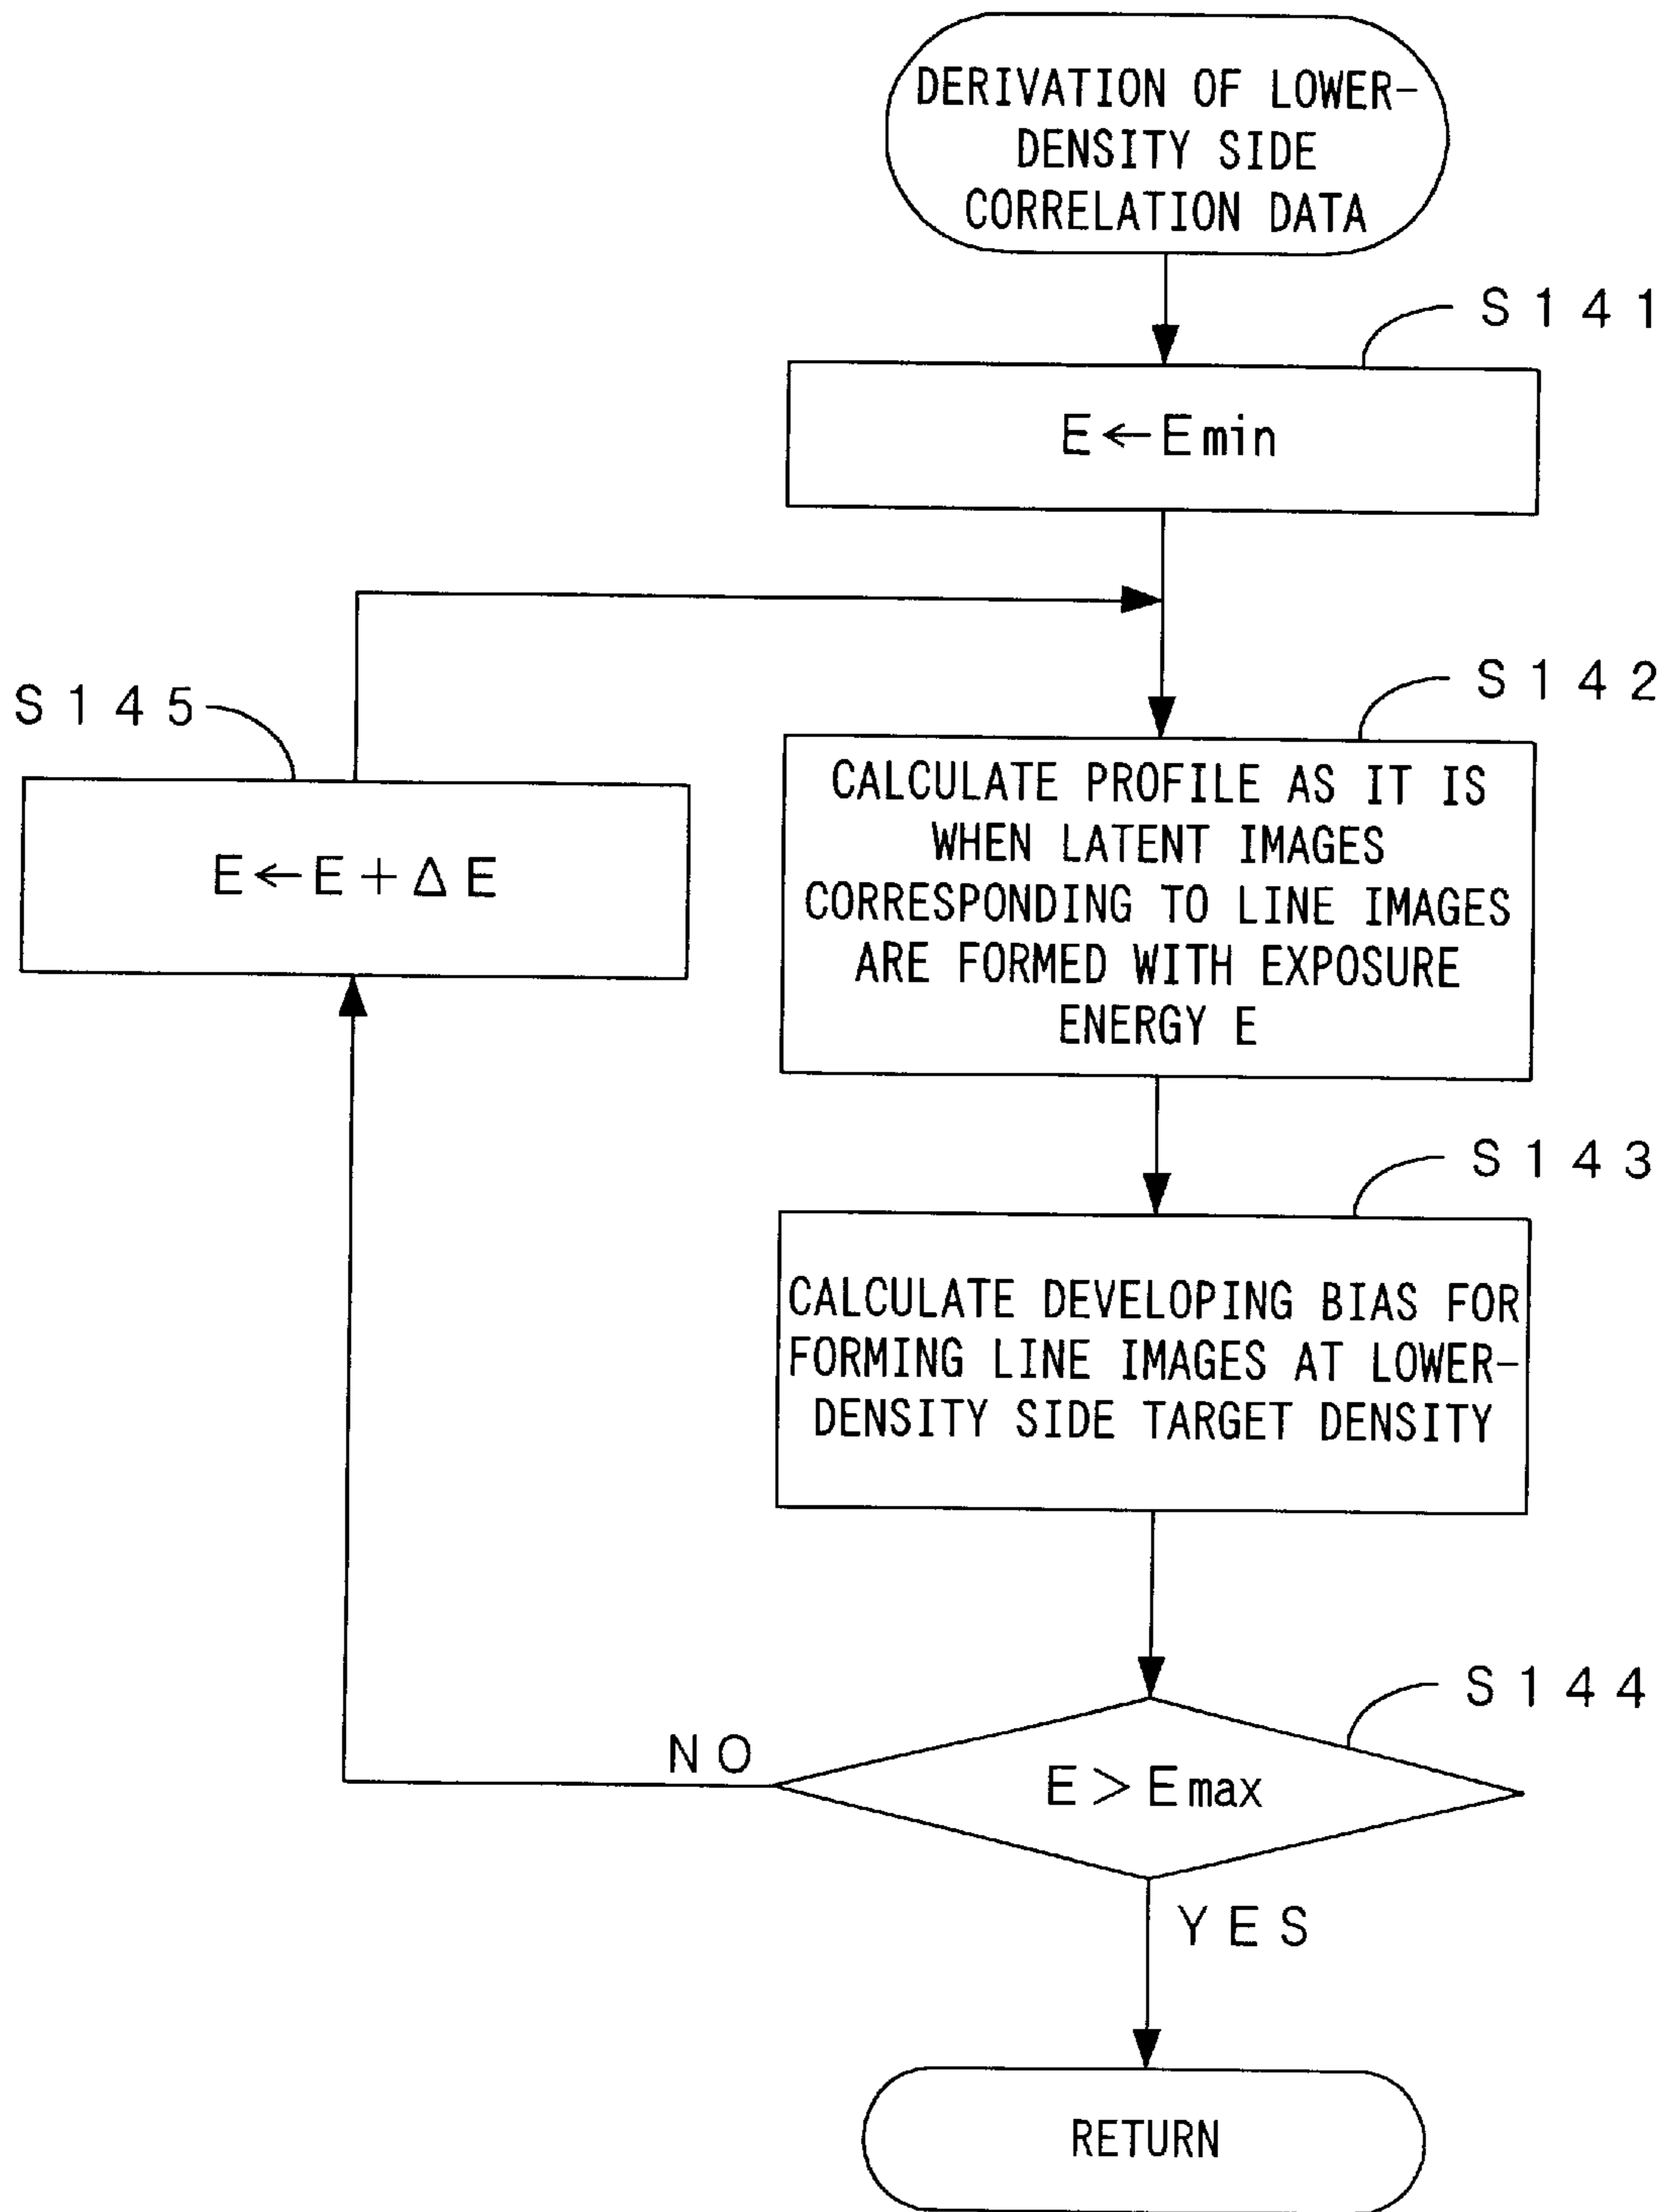 DERIVATION OF LOWER-
DENSITY SIDE
CORRELATION DATA
S141
E←Emin
S142
CALCULATE PROFILE AS IT IS
WHEN LATENT IMAGES
CORRESPONDING TO LINE IMAGES
ARE FORMED WITH EXPOSURE
ENERGY E
S145
E←E+ΔE
S143
CALCULATE DEVELOPING BIAS FOR
FORMING LINE IMAGES AT LOWER-
DENSITY SIDE TARGET DENSITY
S144
E>Emax
NO
YES
RETURN